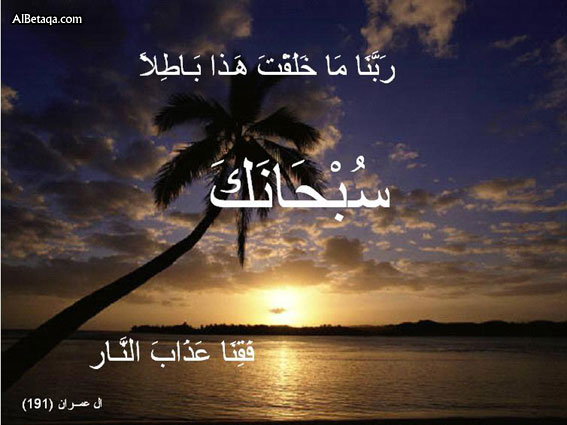 AlBetaqa.com
رَبَّنَا مَا خَلَقْتَ هَذا بَاطِلاً
سُبْحَانَكَ
فَقِنَا عَذَابَ النَّار
ال عمران (191)